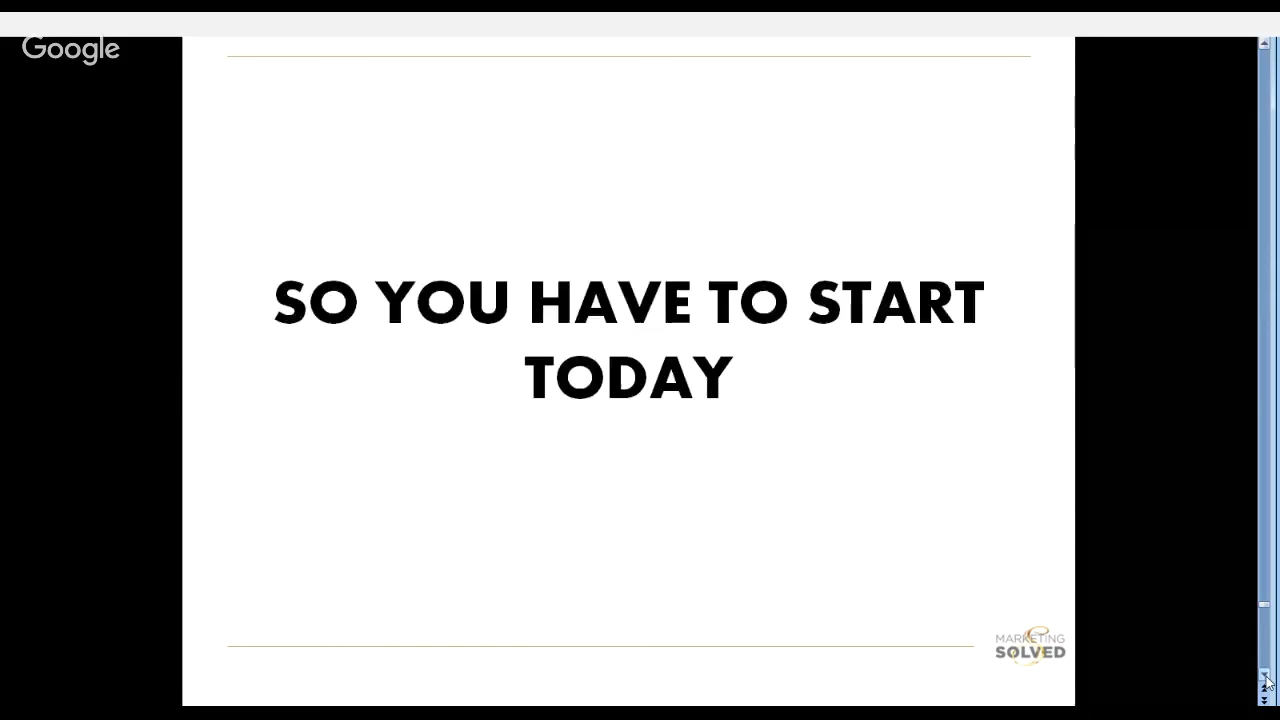 Google
SO YOU HAVE TO START
TODAY
MARKETING
SOLVED